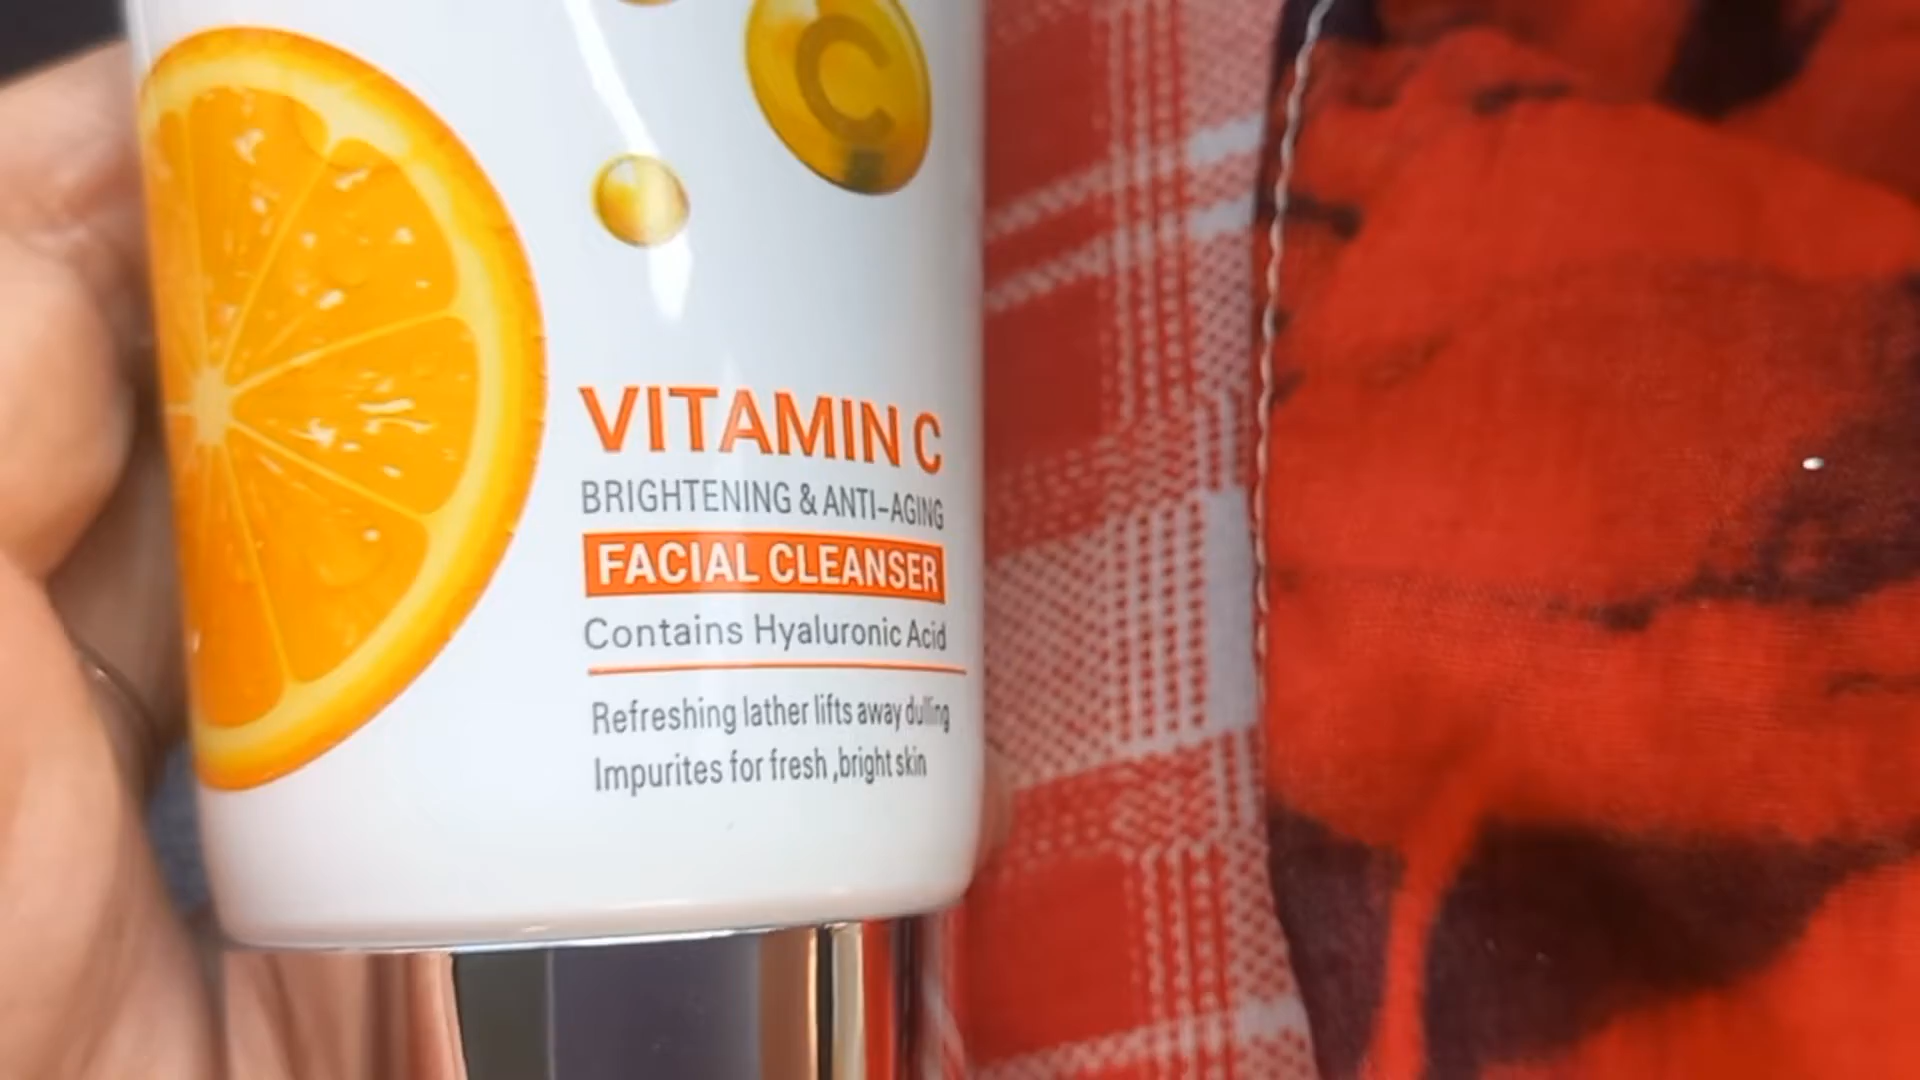 C
VITAMIN C
BRIGHTENING & ANTI-AGING
FACIAL CLEANSER
Contains Hyaluronic Acid
Refreshing lather lifts away dulling
Impurites for fresh ,bright skin